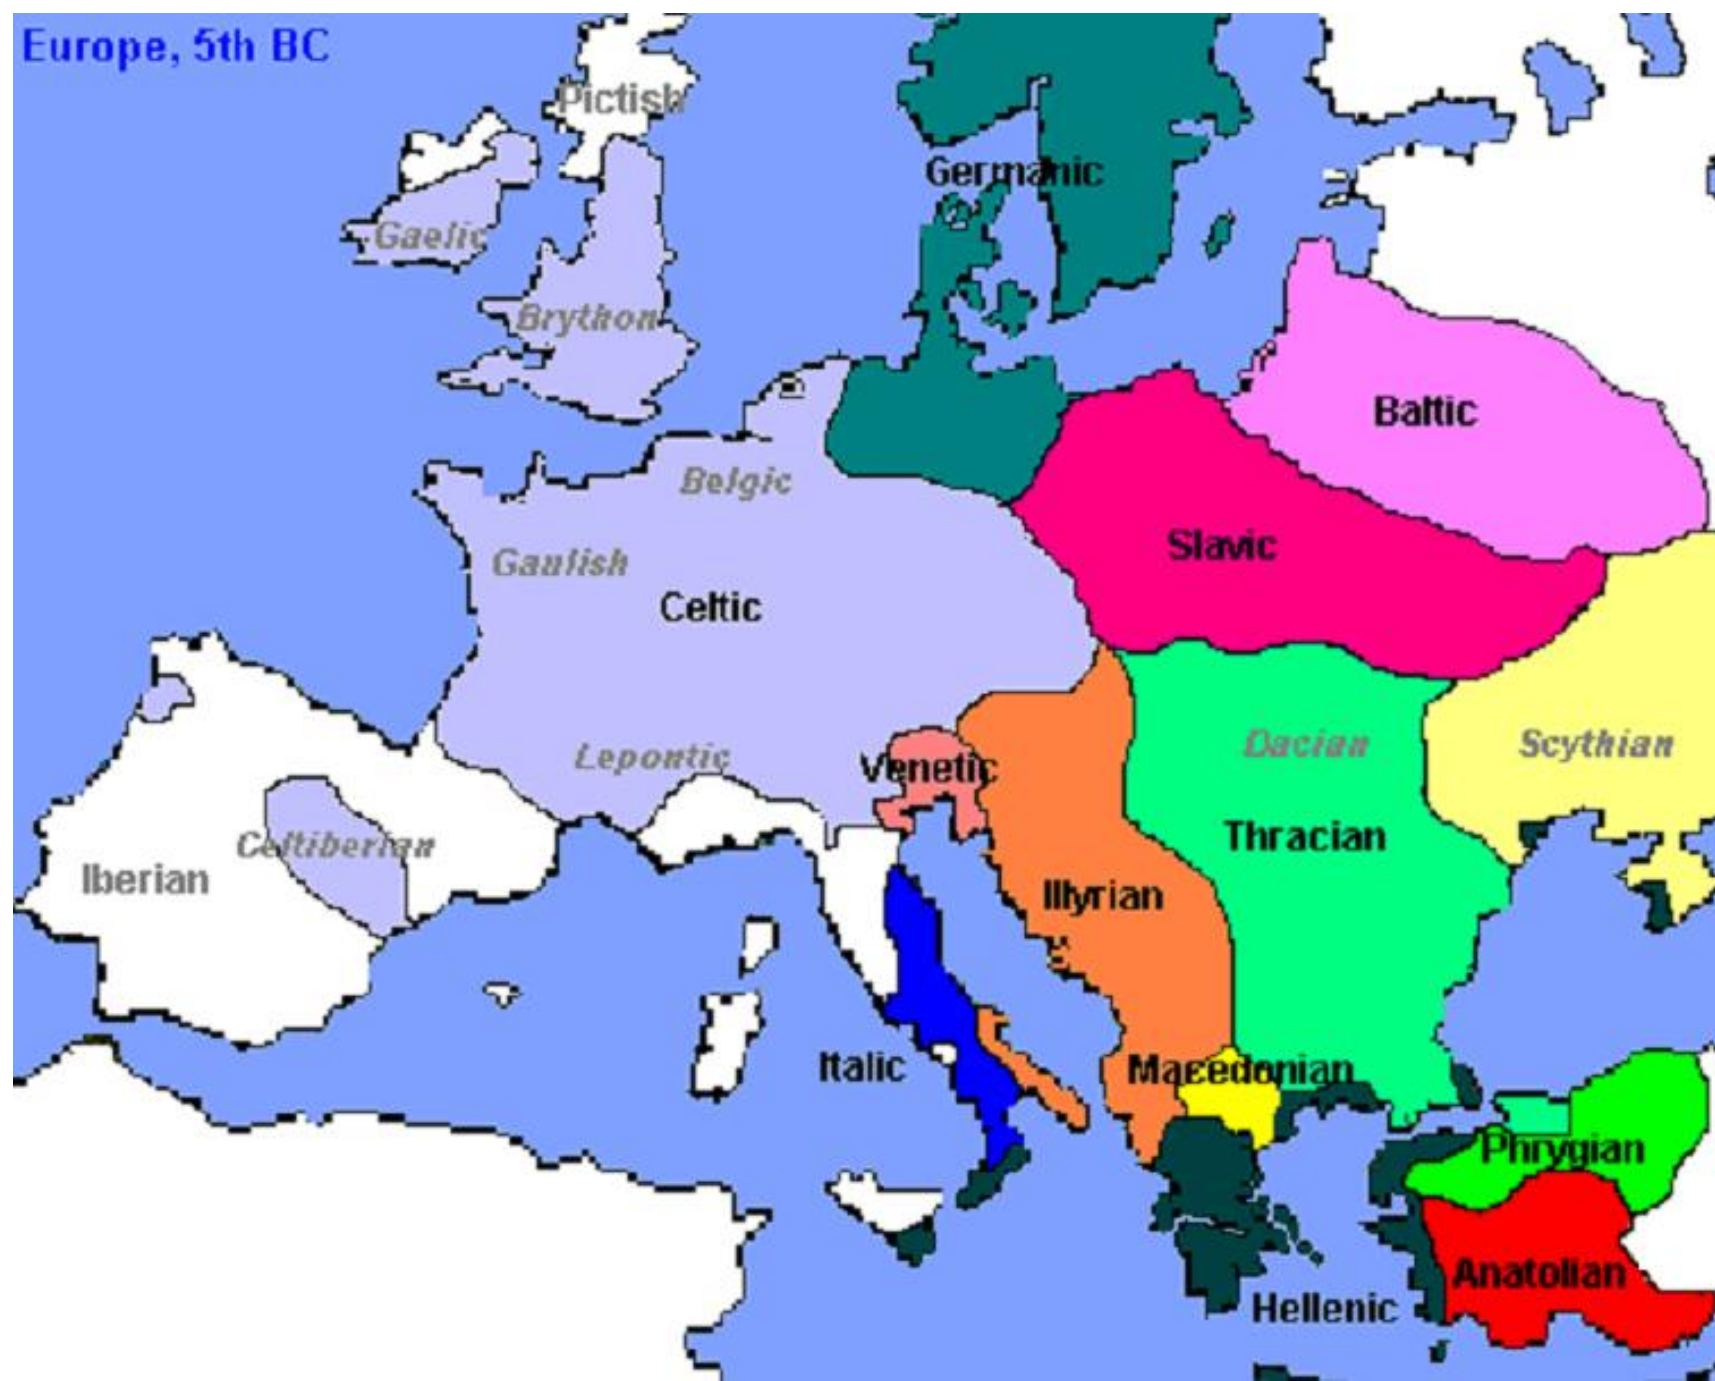 Europe, 5th BC
Pictish
Germanic
Gaelic
Brython
Baltic
Belgic
Slavic
Gaulish
Celtic
Dacian
Scythian
Lepontic
Venetic
Thracian
Celtiberian
Iberian
Illyrian
Italic
Macedonian
Phrygian
Anatolian
Hellenic